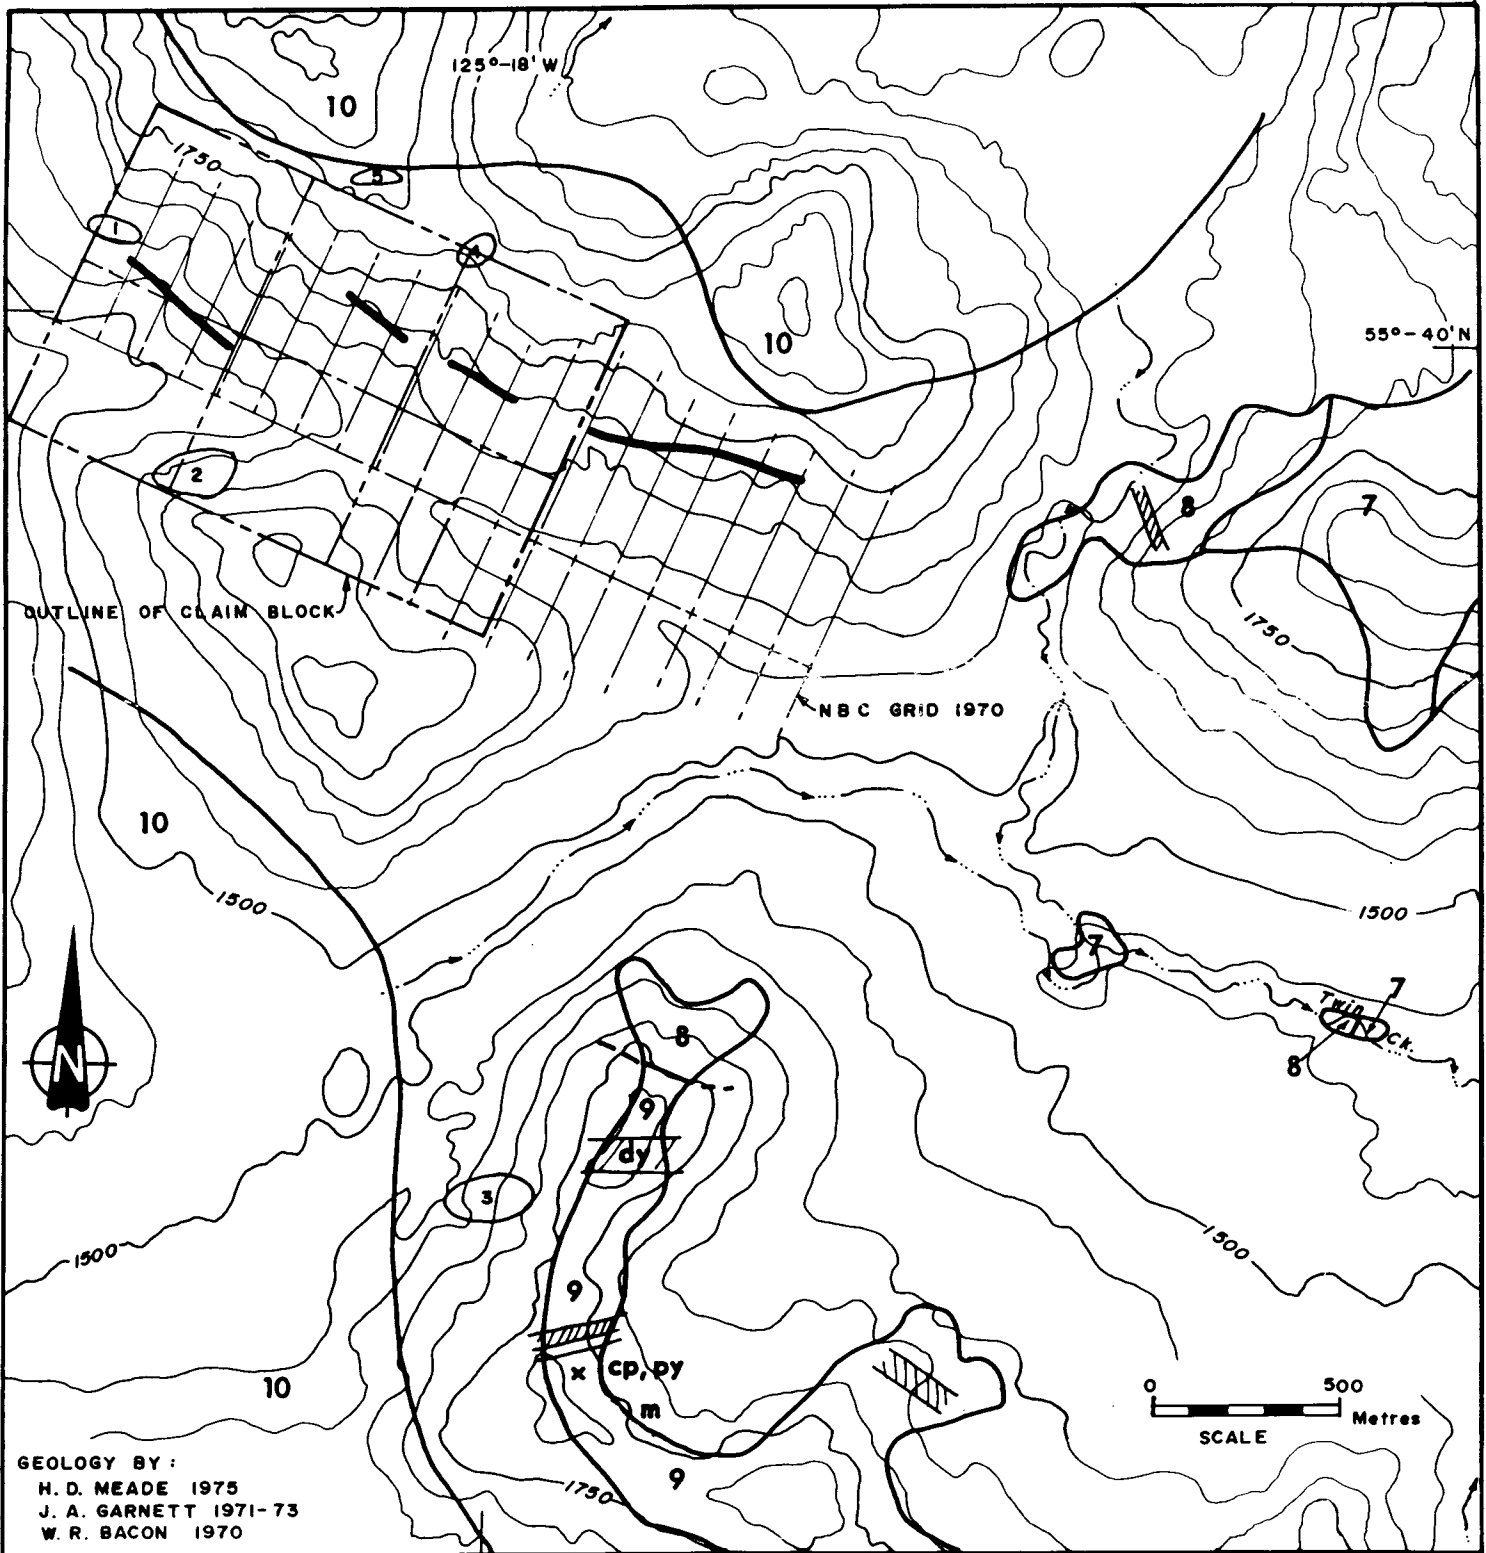 125°-18' W
10
1750
5
1
4
10
55°-40'N
2
8
7
OUTLINE OF CLAIM BLOCK
1750
NBC GRID 1970
10
1500
1500
7
7
Twin Ck.
8
8
N
9
dy
3
1500
1500
9
cp, py
x
m
10
0 500
Metres
SCALE
9
1750
GEOLOGY BY :
H. D. MEADE 1975
J. A. GARNETT 1971-73
W. R. BACON 1970